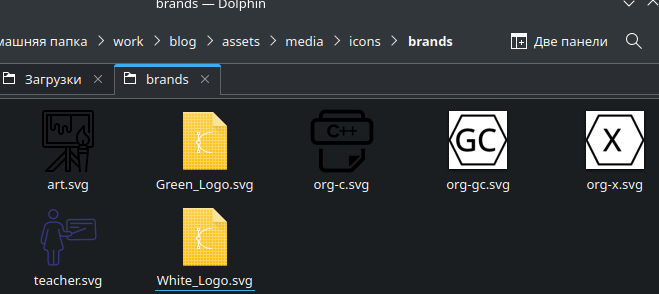 brands — Dolphin
машняя папка > work > blog > assets > media > icons > brands Две панели
Загрузки brands
C++ GC X
art.svg Green_Logo.svg org-c.svg org-gc.svg org-x.svg
teacher.svg White_Logo.svg